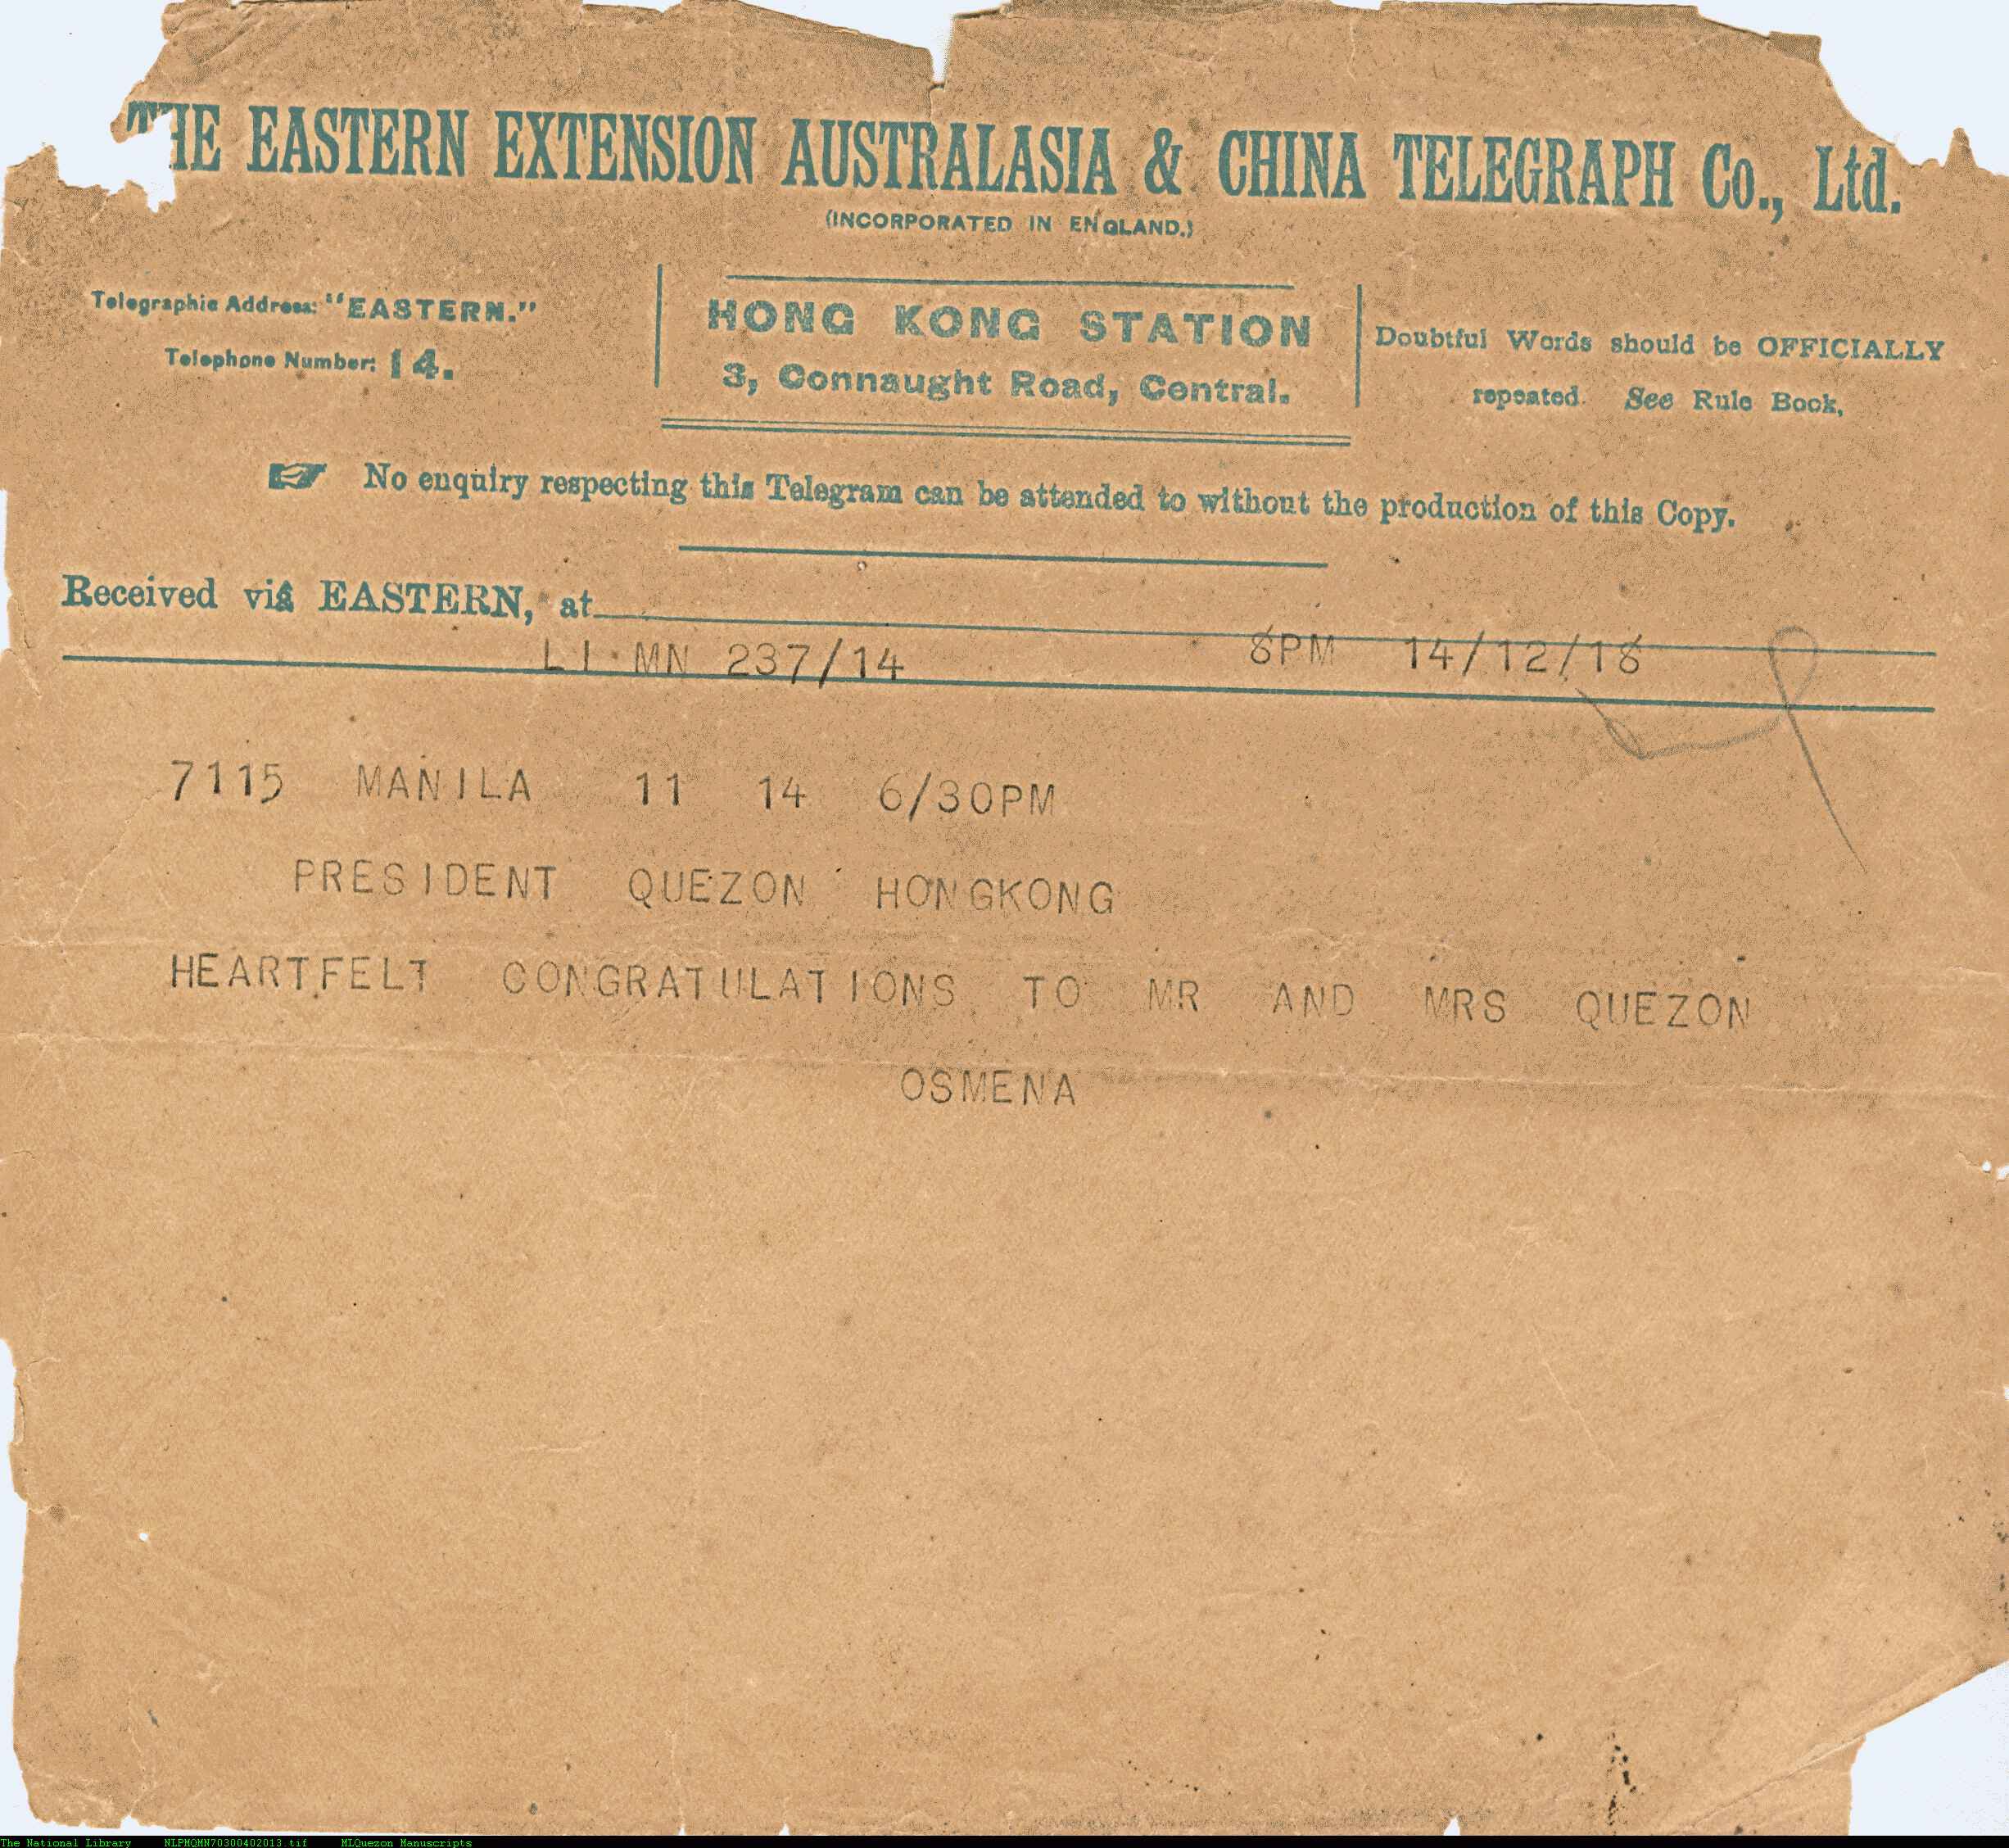 THE EASTERN EXTENSION AUSTRALASIA & CHINA TELEGRAPH Co., Ltd.
(INCORPORATED IN ENGLAND.)
Telegraphic Address: "EASTERN."
Telephone Number: 14.
HONG KONG STATION
3, Connaught Road, Central.
Doubtful Words should be OFFICIALLY
repeated. See Rule Book,
No enquiry respecting this Telegram can be attended to without the production of this Copy.
Received viâ EASTERN, at
LI MN 237/14 8PM 14/12/18
7115 MANILA 11 14 6/30PM
PRESIDENT QUEZON HONGKONG
HEARTFELT CONGRATULATIONS TO MR AND MRS QUEZON
OSMENA
The National Library NLPMQMN70300402013.tif MLQuezon Manuscripts